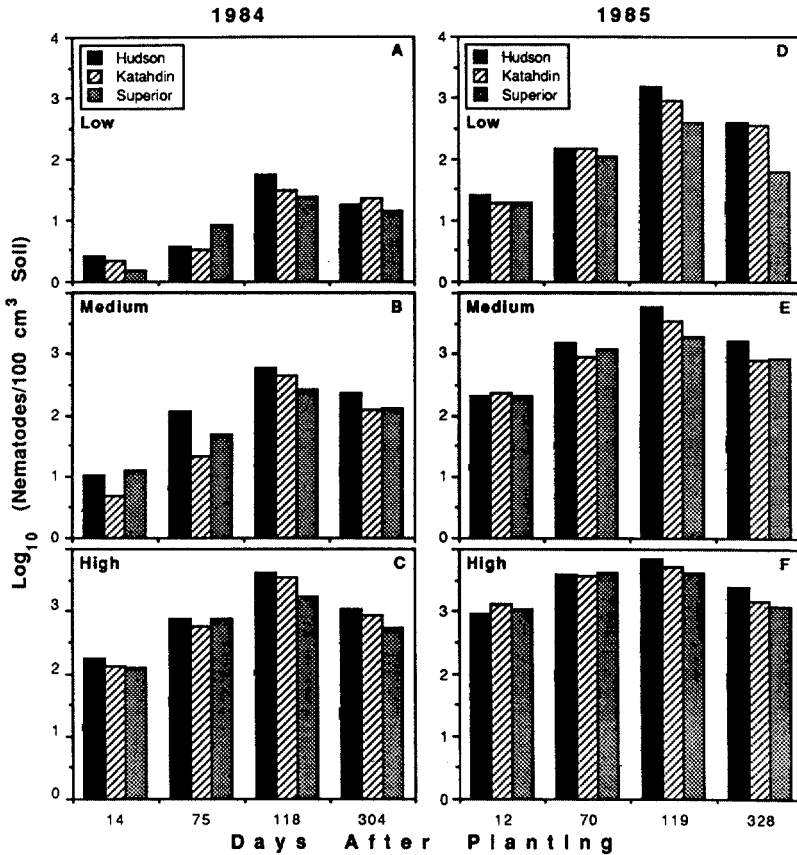 1984
1985
4
3
2
1
0
Hudson
Katahdin
Superior
Low
A
4
3
2
1
0
Hudson
Katahdin
Superior
Low
D
3
2
1
0
Medium
B
3
2
1
0
Medium
E
3
2
1
0
High
C
3
2
1
0
High
F
Log10 (Nematodes/100 cm3 Soil)
14 75 118 304
12 70 119 328
Days After Planting